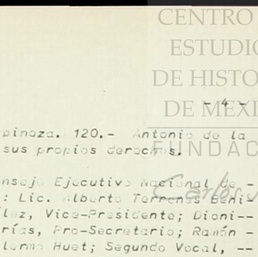 CENTRO
ESTUDIO
DE HISTO
DE MEXI
- 4 -
pinoza. 120.- Antonio de la
sus propios derechos.
FUNDAC
nsejo Ejecutivo Nacional de
: Lic. Alberto Terrones Beni-
lez, Vice-Presidente; Dioni--
rías, Pro-Secretario; Ramón -
lermo Huet; Segundo Vocal, --